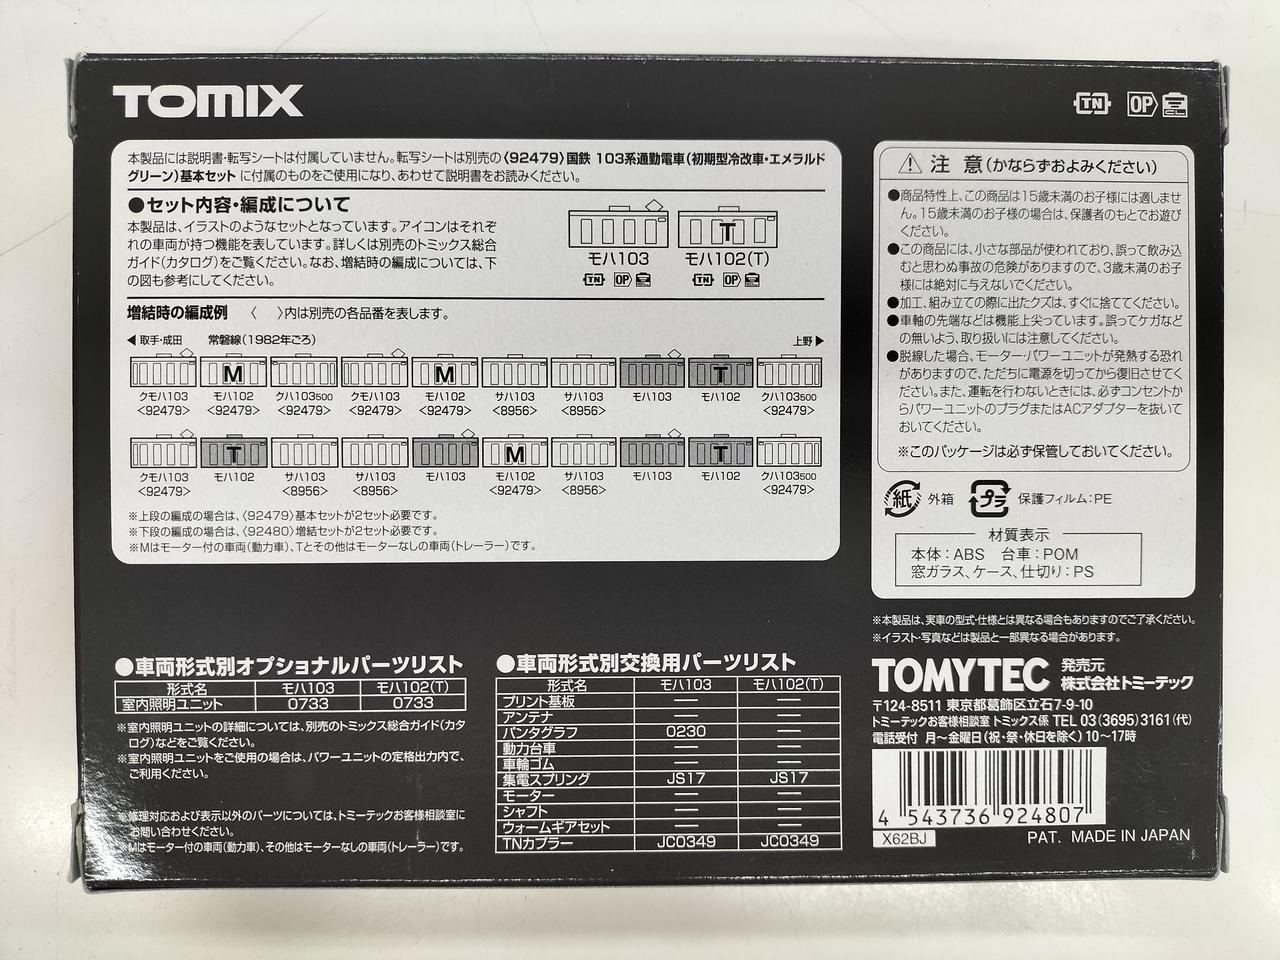 TOMIX
TN OP CL
本製品には説明書・転写シートは付属していません。転写シートは別売の〈92479〉国鉄 103系通勤電車(初期型冷改車・エメラルド
グリーン)基本セット に付属のものをご使用になり、あわせて説明書をお読みください。
●セット内容・編成について
本製品は、イラストのようなセットとなっています。アイコンはそれぞ
れの車両が持つ機能を表しています。詳しくは別売のトミックス総合
ガイド(カタログ)をご覧ください。なお、増結時の編成については、下
の図も参考にしてください。
T
モハ103 モハ102(T)
TN OP TN OP
増結時の編成例 〈 〉内は別売の各品番を表します。
◀取手・成田 常磐線(1982年ごろ) 上野▶
M M T
クモハ103 モハ102 クハ103500 クモハ103 モハ102 サハ103 サハ103 モハ103 モハ102 クハ103500
〈92479〉 〈92479〉 〈92479〉 〈92479〉 〈92479〉 〈8956〉 〈8956〉 〈92479〉
T M T
クモハ103 モハ102 サハ103 サハ103 モハ103 モハ102 サハ103 モハ103 モハ102 クハ103500
〈92479〉 〈8956〉 〈8956〉 〈92479〉 〈8956〉 〈92479〉
※上段の編成の場合は、〈92479〉基本セットが2セット必要です。
※下段の編成の場合は、〈92480〉増結セットが2セット必要です。
※Mはモーター付の車両(動力車)、Tとその他はモーターなしの車両(トレーラー)です。
⚠ 注 意 (かならずおよみください)
●商品特性上、この商品は15歳未満のお子様には適しませ
ん。15歳未満のお子様の場合は、保護者のもとでお遊び
ください。
●この商品には、小さな部品が使われており、誤って飲み込
むと思わぬ事故の危険がありますので、3歳未満のお子
様には絶対に与えないでください。
●加工、組み立ての際に出たクズは、すぐに捨ててください。
●車軸の先端などは機能上尖っています。誤ってケガなど
の無いよう、取り扱いには注意してください。
●脱線した場合、モーター・パワーユニットが発熱する恐れ
がありますので、ただちに電源を切ってから復旧させてく
ださい。また、運転を行わないときには、必ずコンセントか
らパワーユニットのプラグまたはACアダプターを抜いて
おいてください。
※このパッケージは必ず保管しておいてください。
紙 外箱 プラ 保護フィルム:PE
材質表示
本体:ABS 台車:POM
窓ガラス、ケース、仕切り:PS
※本製品は、実車の型式・仕様とは異なる場合もありますのでご了承ください。
※イラスト・写真などは製品と一部異なる場合があります。
●車両形式別オプショナルパーツリスト
形式名 モハ103 モハ102(T)
室内照明ユニット 0733 0733
※室内照明ユニットの詳細については、別売のトミックス総合ガイド(カタ
ログ)などをご覧ください。
※室内照明ユニットをご使用の場合は、パワーユニットの定格出力内で、
ご利用ください。
※修理対応および表示以外のパーツについては、トミーテックお客様相談室に
お問い合わせください。
※Mはモーター付の車両(動力車)、その他はモーターなしの車両(トレーラー)です。
●車両形式別交換用パーツリスト
形式名 モハ103 モハ102(T)
プリント基板 — —
アンテナ — —
パンタグラフ 0230 —
動力台車 — —
車輪ゴム — —
集電スプリング JS17 JS17
モーター — —
シャフト — —
ウォームギアセット — —
TNカプラー JC0349 JC0349
TOMYTEC 発売元
株式会社トミーテック
〒124-8511 東京都葛飾区立石7-9-10
トミーテックお客様相談室 トミックス係 TEL 03(3695)3161(代)
電話受付 月〜金曜日(祝・祭・休日を除く)10〜17時
4 543736 924807
X62BJ
PAT. MADE IN JAPAN